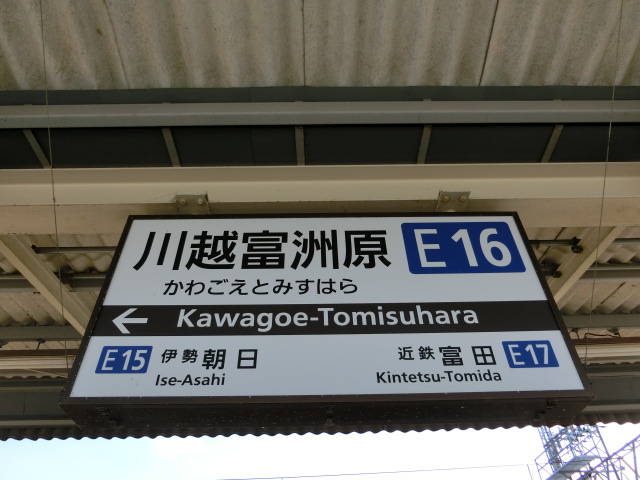 川越富洲原 E16
かわごえとみすはら
← Kawagoe-Tomisuhara
E15 伊勢朝日 近鉄富田 E17
Ise-Asahi Kintetsu-Tomida